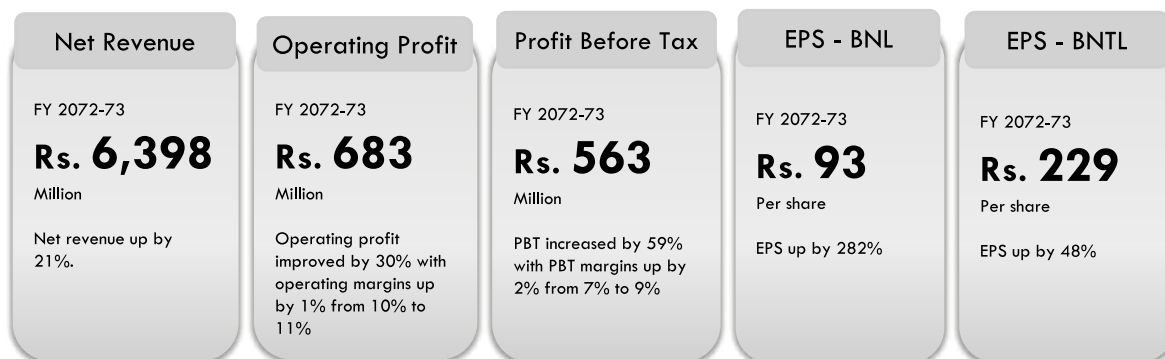 Net Revenue
FY 2072-73
Rs. 6,398
Million
Net revenue up by
21%.
Operating Profit
FY 2072-73
Rs. 683
Million
Operating profit
improved by 30% with
operating margins up
by 1% from 10% to
11%
Profit Before Tax
FY 2072-73
Rs. 563
Million
PBT increased by 59%
with PBT margins up by
2% from 7% to 9%
EPS - BNL
FY 2072-73
Rs. 93
Per share
EPS up by 282%
EPS - BNTL
FY 2072-73
Rs. 229
Per share
EPS up by 48%